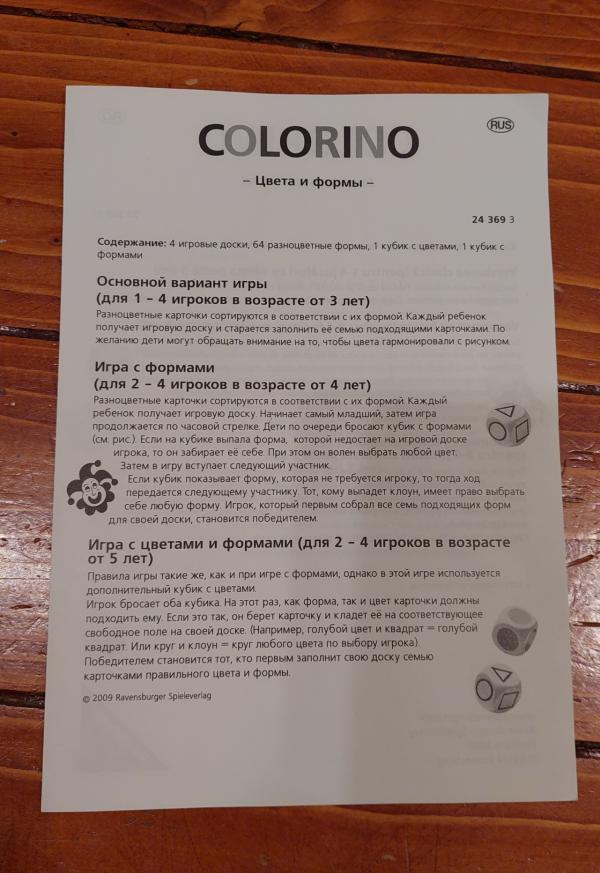 COLORINO
RUS
– Цвета и формы –
24 369 3
Содержание: 4 игровые доски, 64 разноцветные формы, 1 кубик с цветами, 1 кубик с
формами
Основной вариант игры
(для 1 – 4 игроков в возрасте от 3 лет)
Разноцветные карточки сортируются в соответствии с их формой. Каждый ребенок
получает игровую доску и старается заполнить её семью подходящими карточками. По
желанию дети могут обращать внимание на то, чтобы цвета гармонировали с рисунком.
Игра с формами
(для 2 – 4 игроков в возрасте от 4 лет)
Разноцветные карточки сортируются в соответствии с их формой. Каждый
ребенок получает игровую доску. Начинает самый младший, затем игра
продолжается по часовой стрелке. Дети по очереди бросают кубик с формами
(см. рис.). Если на кубике выпала форма, которой недостает на игровой доске
игрока, то он забирает её себе. При этом он волен выбрать любой цвет.
Затем в игру вступает следующий участник.
Если кубик показывает форму, которая не требуется игроку, то тогда ход
передается следующему участнику. Тот, кому выпадет клоун, имеет право выбрать
себе любую форму. Игрок, который первым собрал все семь подходящих форм
для своей доски, становится победителем.
Игра с цветами и формами (для 2 – 4 игроков в возрасте
от 5 лет)
Правила игры такие же, как и при игре с формами, однако в этой игре используется
дополнительный кубик с цветами.
Игрок бросает оба кубика. На этот раз, как форма, так и цвет карточки должны
подходить ему. Если это так, он берет карточку и кладет её на соответствующее
свободное поле на своей доске. (Например, голубой цвет и квадрат = голубой
квадрат. Или круг и клоун = круг любого цвета по выбору игрока).
Победителем становится тот, кто первым заполнит свою доску семью
карточками правильного цвета и формы.
© 2009 Ravensburger Spieleverlag